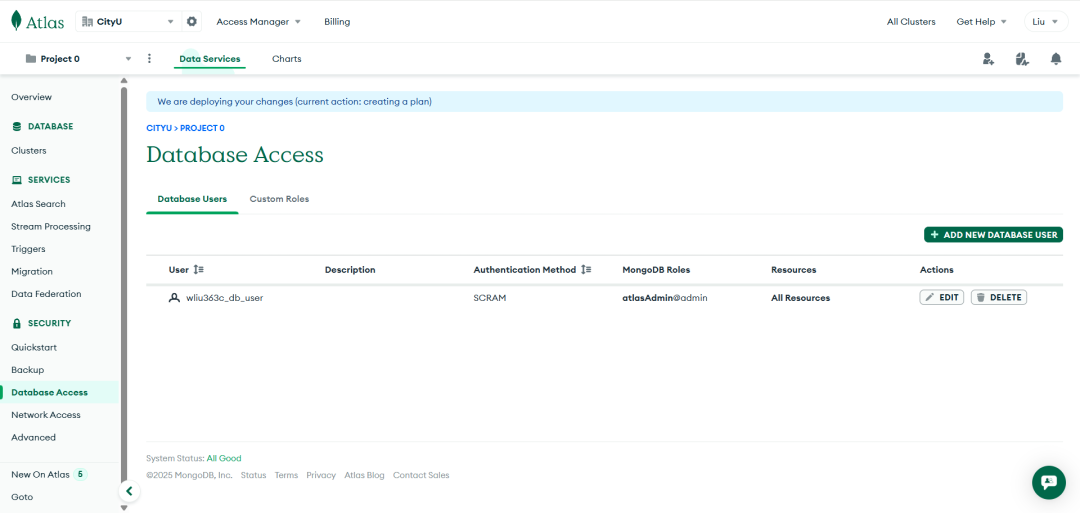 Atlas
CityU
Access Manager
Billing
All Clusters
Get Help
Liu
Project 0
Data Services
Charts
Overview
DATABASE
Clusters
SERVICES
Atlas Search
Stream Processing
Triggers
Migration
Data Federation
SECURITY
Quickstart
Backup
Database Access
Network Access
Advanced
New On Atlas 5
Goto
We are deploying your changes (current action: creating a plan)
CITYU > PROJECT 0
Database Access
Database Users
Custom Roles
+ ADD NEW DATABASE USER
User Description Authentication Method MongoDB Roles Resources Actions
wliu363c_db_user SCRAM atlasAdmin@admin All Resources EDIT DELETE
System Status: All Good
©2025 MongoDB, Inc. Status Terms Privacy Atlas Blog Contact Sales